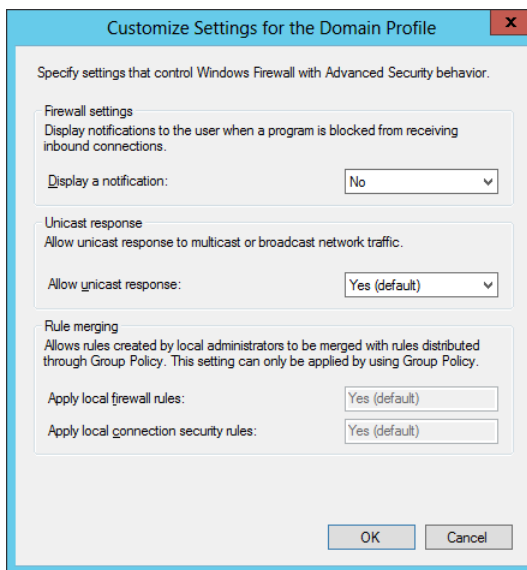 Customize Settings for the Domain Profile
x
Specify settings that control Windows Firewall with Advanced Security behavior.
Firewall settings
Display notifications to the user when a program is blocked from receiving
inbound connections.
Display a notification: No
Unicast response
Allow unicast response to multicast or broadcast network traffic.
Allow unicast response: Yes (default)
Rule merging
Allows rules created by local administrators to be merged with rules distributed
through Group Policy. This setting can only be applied by using Group Policy.
Apply local firewall rules: Yes (default)
Apply local connection security rules: Yes (default)
OK Cancel